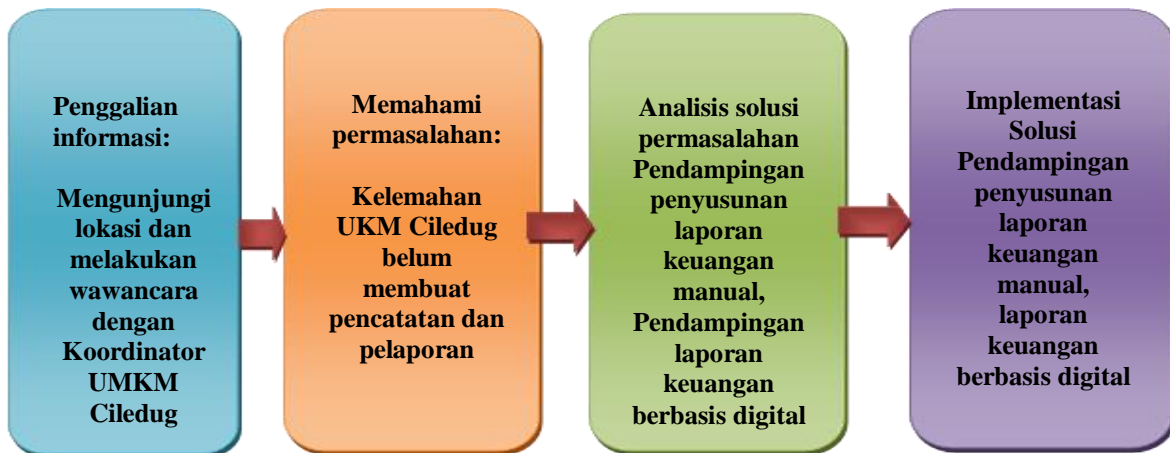 Penggalian
informasi:
Mengunjungi
lokasi dan
melakukan
wawancara
dengan
Koordinator
UMKM
Ciledug
Memahami
permasalahan:
Kelemahan
UKM Ciledug
belum
membuat
pencatatan dan
pelaporan
Analisis solusi
permasalahan
Pendampingan
penyusunan
laporan
keuangan
manual,
Pendampingan
laporan
keuangan
berbasis digital
Implementasi
Solusi
Pendampingan
penyusunan
laporan
keuangan
manual,
laporan
keuangan
berbasis digital